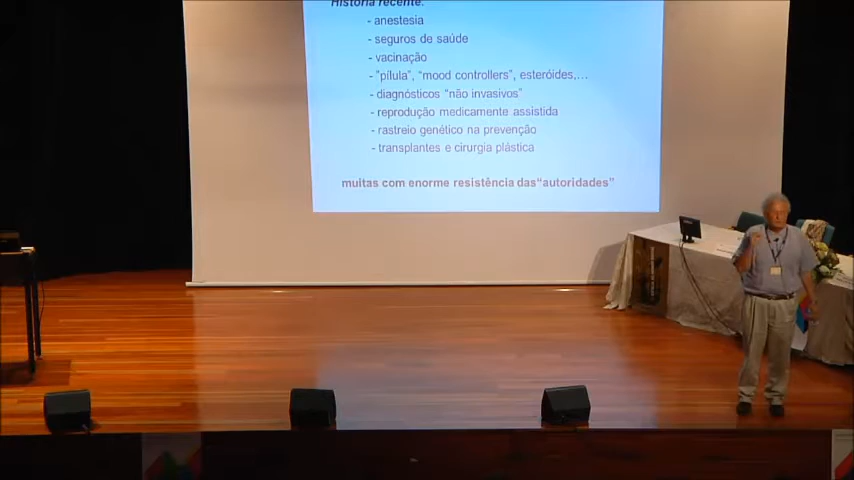 História recente:
- anestesia
- seguros de saúde
- vacinação
- "pílula", "mood controllers", esteróides,...
- diagnósticos "não invasivos"
- reprodução medicamente assistida
- rastreio genético na prevenção
- transplantes e cirurgia plástica
muitas com enorme resistência das"autoridades"